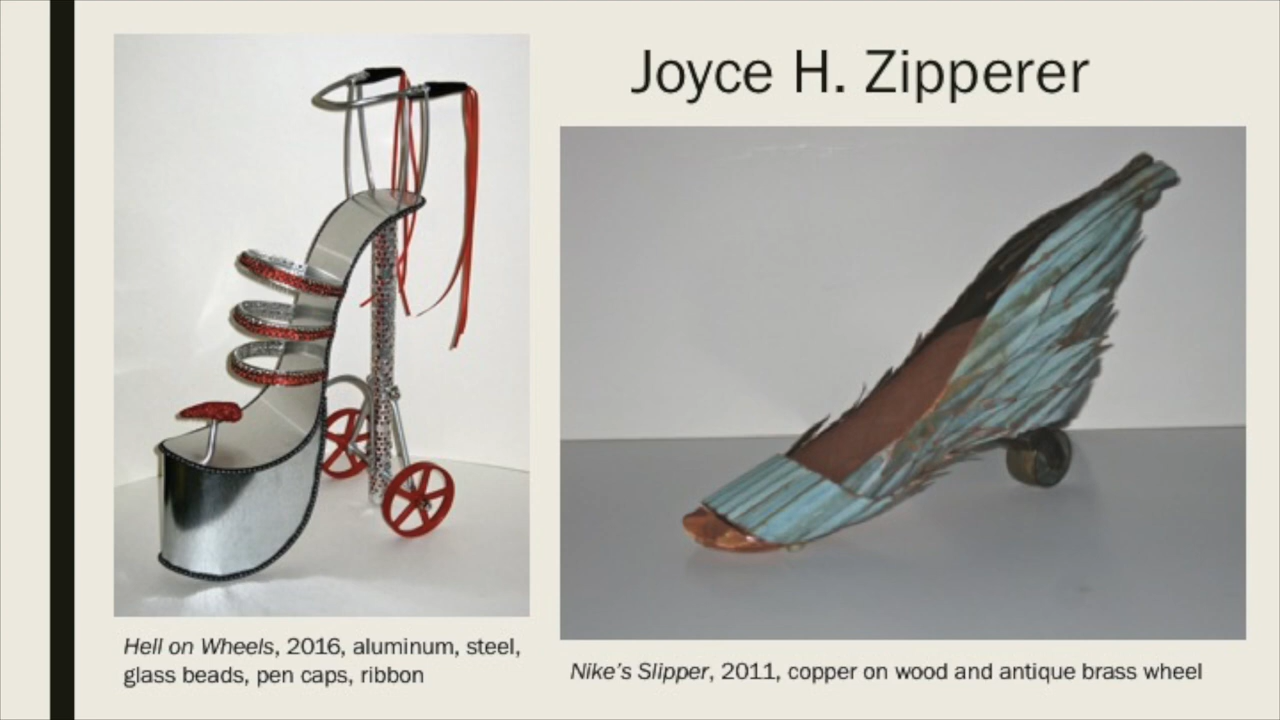 Joyce H. Zipperer
Hell on Wheels, 2016, aluminum, steel,
glass beads, pen caps, ribbon
Nike’s Slipper, 2011, copper on wood and antique brass wheel